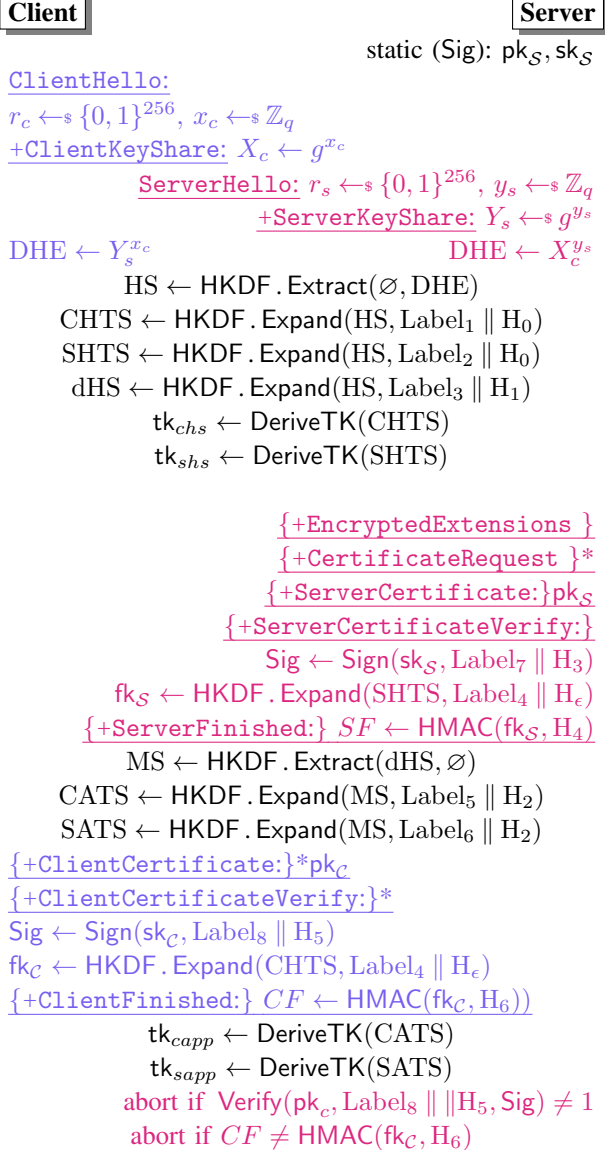 Client Server
static (Sig): pk_S, sk_S
ClientHello:
r_c ←$ {0, 1}^256, x_c ←$ ℤ_q
+ClientKeyShare: X_c ← g^{x_c}
ServerHello: r_s ←$ {0, 1}^256, y_s ←$ ℤ_q
+ServerKeyShare: Y_s ←$ g^{y_s}
DHE ← Y_s^{x_c} DHE ← X_c^{y_s}
HS ← HKDF.Extract(∅, DHE)
CHTS ← HKDF.Expand(HS, Label_1 ∥ H_0)
SHTS ← HKDF.Expand(HS, Label_2 ∥ H_0)
dHS ← HKDF.Expand(HS, Label_3 ∥ H_1)
tk_chs ← DeriveTK(CHTS)
tk_shs ← DeriveTK(SHTS)
{+EncryptedExtensions }
{+CertificateRequest }*
{+ServerCertificate:}pk_S
{+ServerCertificateVerify:}
Sig ← Sign(sk_S, Label_7 ∥ H_3)
fk_S ← HKDF.Expand(SHTS, Label_4 ∥ H_ϵ)
{+ServerFinished:} SF ← HMAC(fk_S, H_4)
MS ← HKDF.Extract(dHS, ∅)
CATS ← HKDF.Expand(MS, Label_5 ∥ H_2)
SATS ← HKDF.Expand(MS, Label_6 ∥ H_2)
{+ClientCertificate:}*pk_C
{+ClientCertificateVerify:}*
Sig ← Sign(sk_C, Label_8 ∥ H_5)
fk_C ← HKDF.Expand(CHTS, Label_4 ∥ H_ϵ)
{+ClientFinished:} CF ← HMAC(fk_C, H_6))
tk_capp ← DeriveTK(CATS)
tk_sapp ← DeriveTK(SATS)
abort if Verify(pk_c, Label_8 ∥ ∥H_5, Sig) ≠ 1
abort if CF ≠ HMAC(fk_C, H_6)